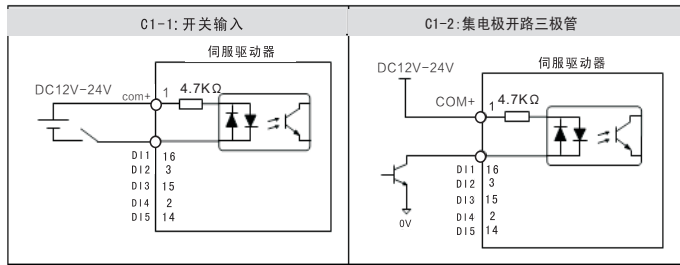 C1-1:开关输入
伺服驱动器
DC12V-24V
com+
1
4.7KΩ
DI1 16
DI2 3
DI3 15
DI4 2
DI5 14
C1-2:集电极开路三极管
伺服驱动器
DC12V-24V
COM+
1
4.7KΩ
DI1 16
DI2 3
DI3 15
DI4 2
DI5 14
0V